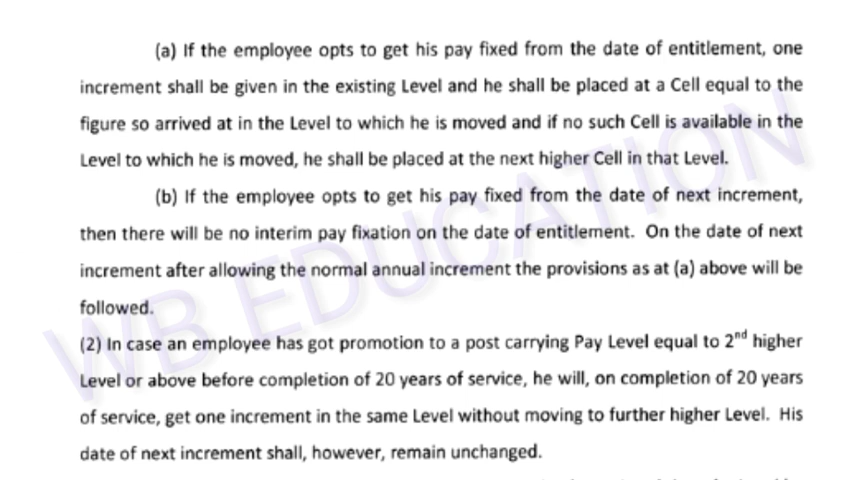 (a) If the employee opts to get his pay fixed from the date of entitlement, one
increment shall be given in the existing Level and he shall be placed at a Cell equal to the
figure so arrived at in the Level to which he is moved and if no such Cell is available in the
Level to which he is moved, he shall be placed at the next higher Cell in that Level.
(b) If the employee opts to get his pay fixed from the date of next increment,
then there will be no interim pay fixation on the date of entitlement. On the date of next
increment after allowing the normal annual increment the provisions as at (a) above will be
followed.
(2) In case an employee has got promotion to a post carrying Pay Level equal to 2nd higher
Level or above before completion of 20 years of service, he will, on completion of 20 years
of service, get one increment in the same Level without moving to further higher Level. His
date of next increment shall, however, remain unchanged.
WB EDUCATION